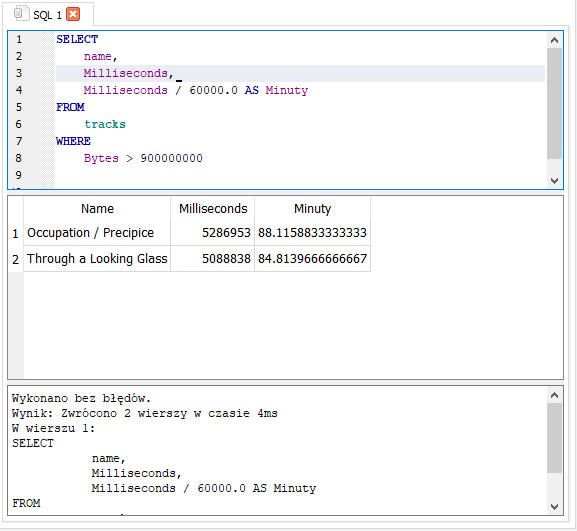 SQL 1
1 SELECT
2 name,
3 Milliseconds,
4 Milliseconds / 60000.0 AS Minuty
5 FROM
6 tracks
7 WHERE
8 Bytes > 900000000
9
Name Milliseconds Minuty
1 Occupation / Precipice 5286953 88.1158833333333
2 Through a Looking Glass 5088838 84.8139666666667
Wykonano bez błędów.
Wynik: Zwrócono 2 wierszy w czasie 4ms
W wierszu 1:
SELECT
name,
Milliseconds,
Milliseconds / 60000.0 AS Minuty
FROM